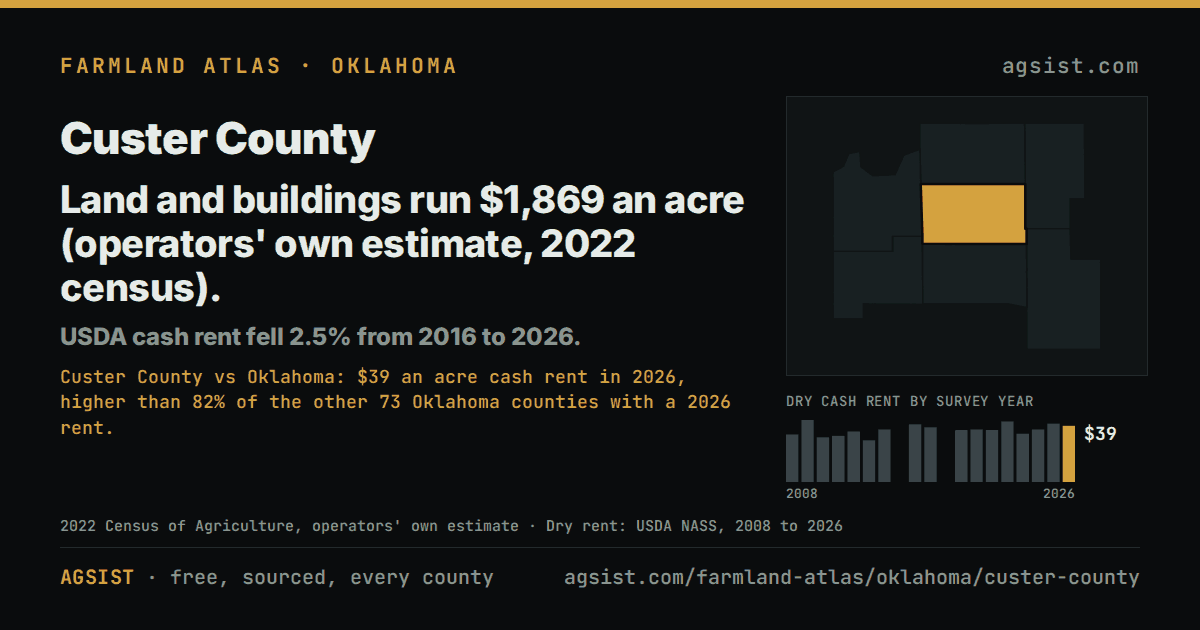 FARMLAND ATLAS · OKLAHOMA
agsist.com
Custer County
Land and buildings run $1,869 an acre
(operators' own estimate, 2022
census).
USDA cash rent fell 2.5% from 2016 to 2026.
Custer County vs Oklahoma: $39 an acre cash rent in 2026,
higher than 82% of the other 73 Oklahoma counties with a 2026
rent.
DRY CASH RENT BY SURVEY YEAR
$39
2008
2026
2022 Census of Agriculture, operators' own estimate · Dry rent: USDA NASS, 2008 to 2026
AGSIST · free, sourced, every county
agsist.com/farmland-atlas/oklahoma/custer-county